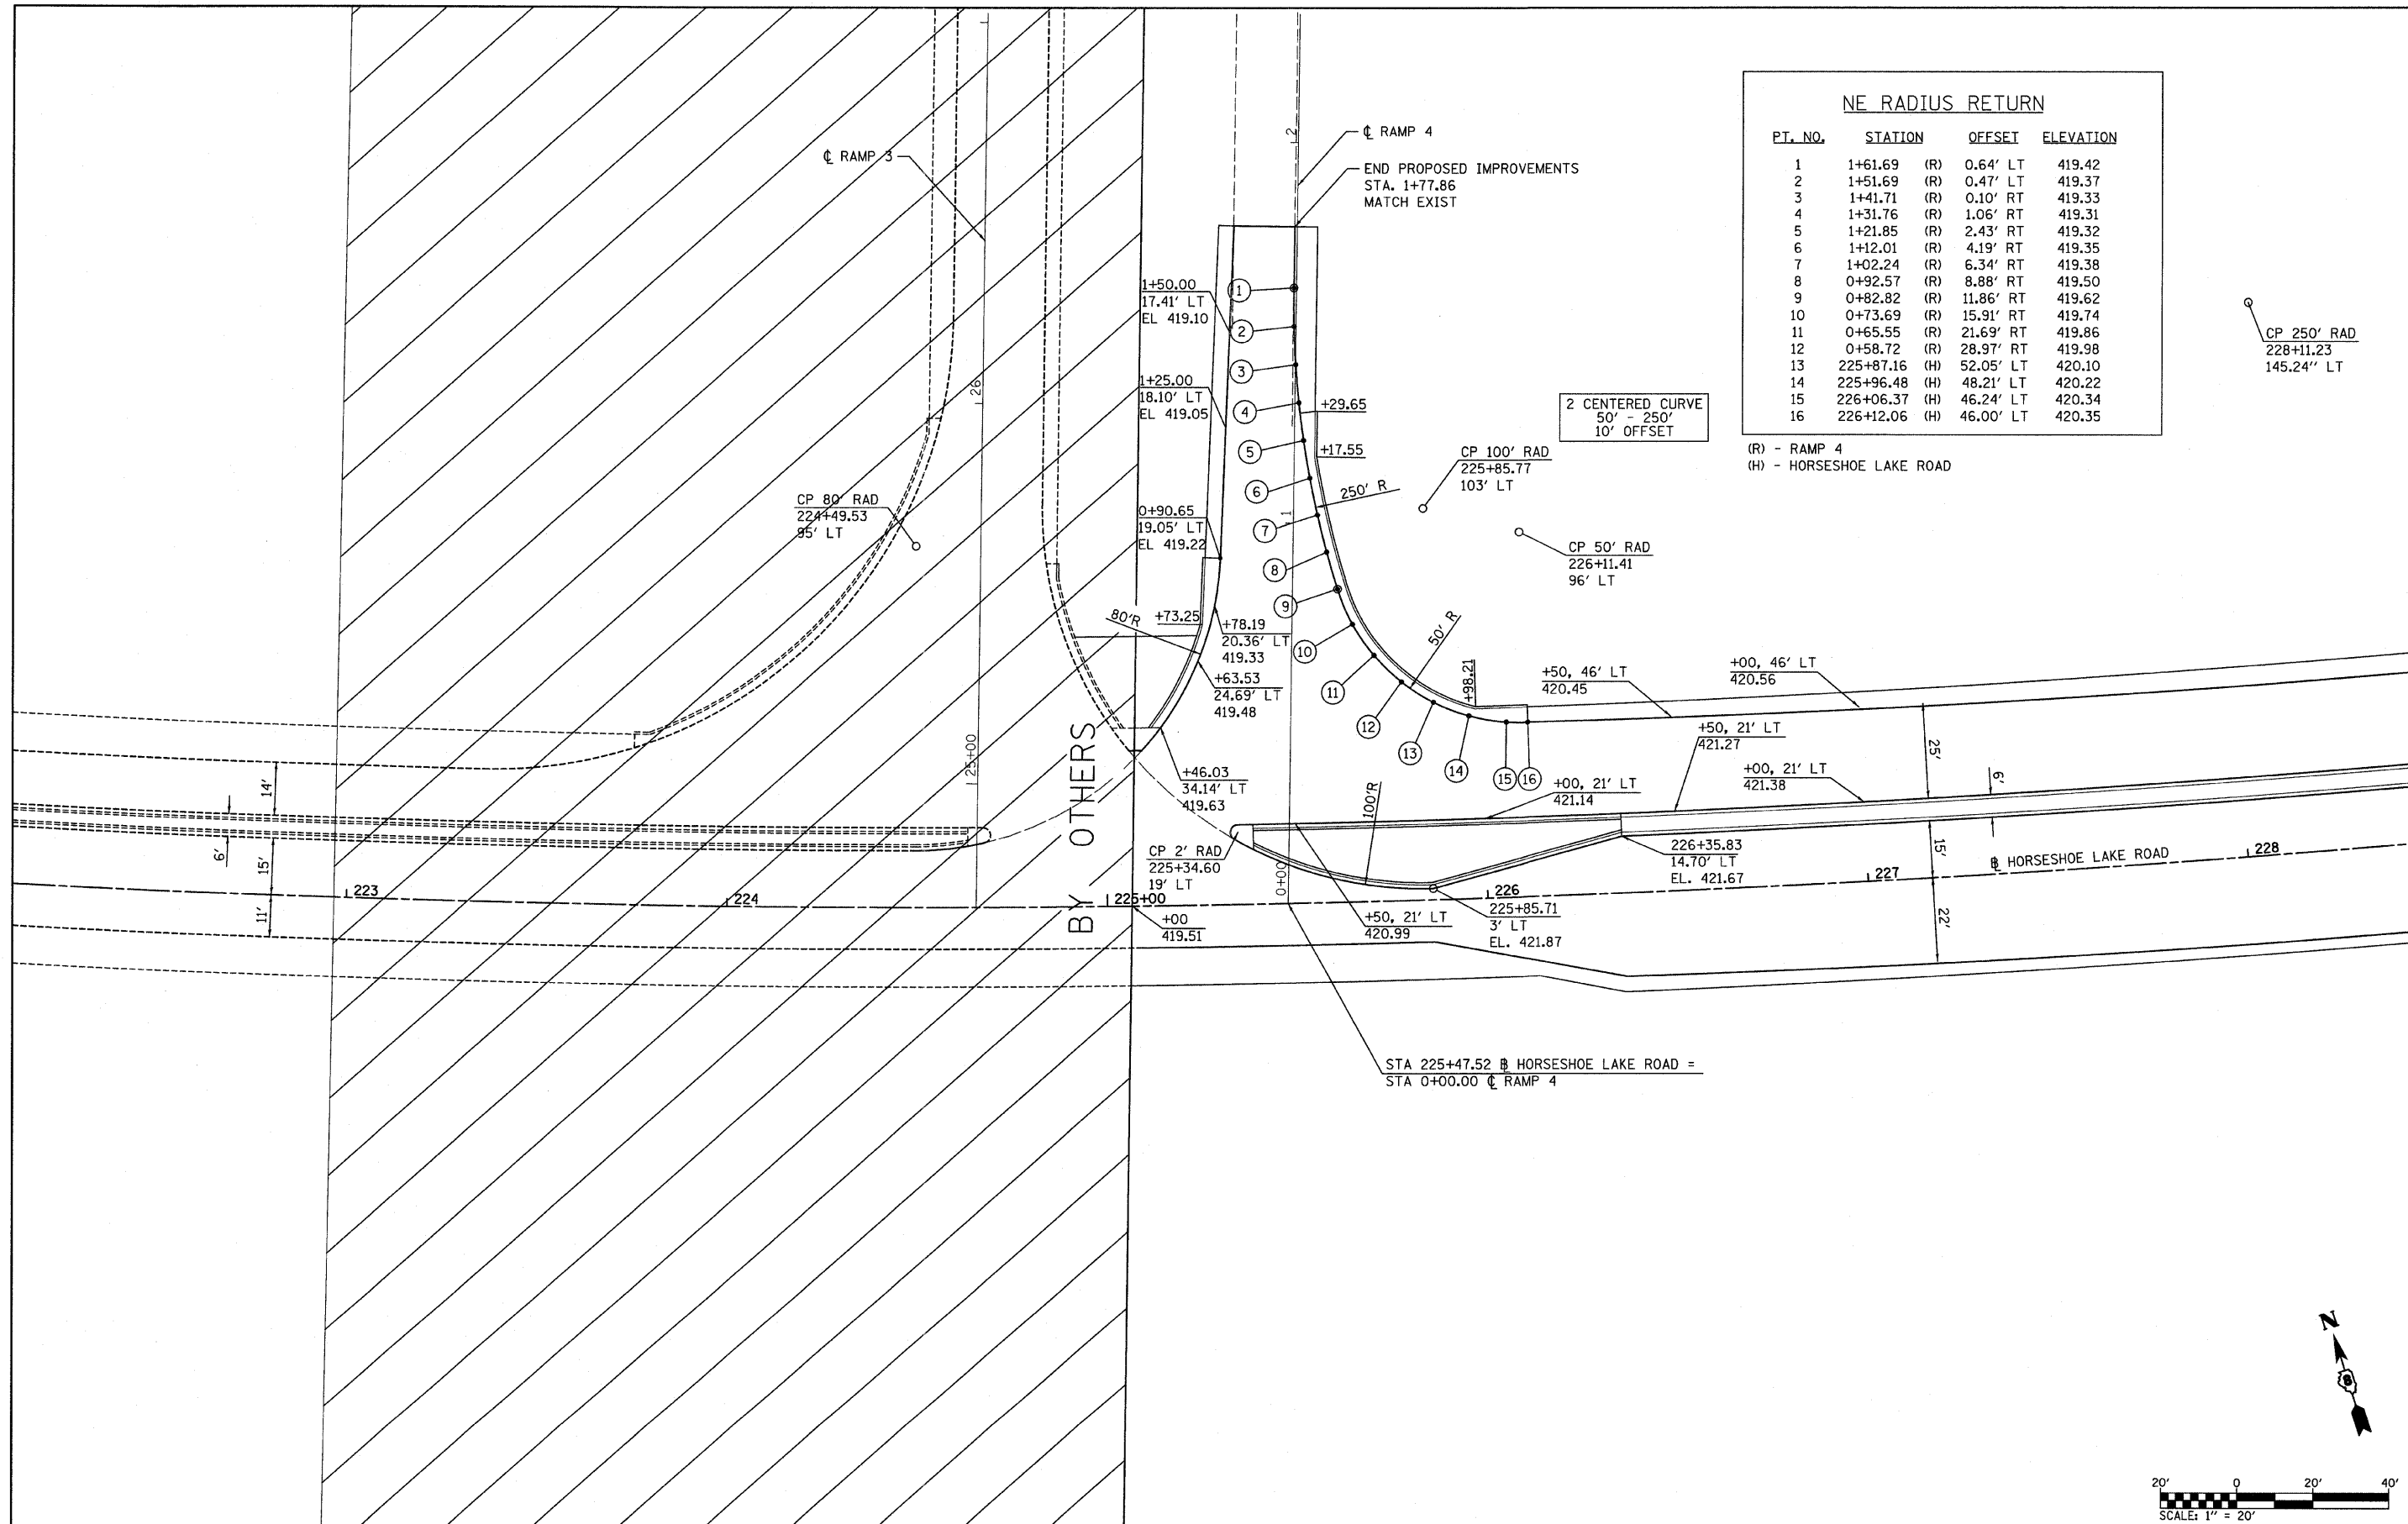 NE RADIUS RETURN
PT. NO. STATION OFFSET ELEVATION
1 1+61.69 (R) 0.64' LT 419.42
2 1+51.69 (R) 0.47' LT 419.37
3 1+41.71 (R) 0.10' RT 419.33
4 1+31.76 (R) 1.06' RT 419.31
5 1+21.85 (R) 2.43' RT 419.32
6 1+12.01 (R) 4.19' RT 419.35
7 1+02.24 (R) 6.34' RT 419.38
8 0+92.57 (R) 8.88' RT 419.50
9 0+82.82 (R) 11.86' RT 419.62
10 0+73.69 (R) 15.91' RT 419.74
11 0+65.55 (R) 21.69' RT 419.86
12 0+58.72 (R) 28.97' RT 419.98
13 225+87.16 (H) 52.05' LT 420.10
14 225+96.48 (H) 48.21' LT 420.22
15 226+06.37 (H) 46.24' LT 420.34
16 226+12.06 (H) 46.00' LT 420.35
(R) - RAMP 4
(H) - HORSESHOE LAKE ROAD
℄ RAMP 3
℄ RAMP 4
END PROPOSED IMPROVEMENTS
STA. 1+77.86
MATCH EXIST
2
1
0+00
26
25+00
1+50.00
17.41' LT
EL 419.10
1+25.00
18.10' LT
EL 419.05
0+90.65
19.05' LT
EL 419.22
1
2
3
4
5
6
7
8
9
10
11
12
13
14
15
16
+29.65
+17.55
250' R
2 CENTERED CURVE
50' - 250'
10' OFFSET
CP 250' RAD
228+11.23
145.24'' LT
CP 100' RAD
225+85.77
103' LT
CP 50' RAD
226+11.41
96' LT
CP 80' RAD
224+49.53
95' LT
80'R
+73.25
+78.19
20.36' LT
419.33
+63.53
24.69' LT
419.48
+46.03
34.14' LT
419.63
50' R
+98.21
+50, 46' LT
420.45
+00, 46' LT
420.56
+50, 21' LT
421.27
+00, 21' LT
421.38
+00, 21' LT
421.14
25'
6'
15'
22'
14'
6'
15'
11'
100'R
CP 2' RAD
225+34.60
19' LT
226+35.83
14.70' LT
EL. 421.67
225+85.71
3' LT
EL. 421.87
+50, 21' LT
420.99
+00
419.51
223
224
225+00
226
227
228
BY OTHERS
B HORSESHOE LAKE ROAD
STA 225+47.52 B HORSESHOE LAKE ROAD =
STA 0+00.00 ℄ RAMP 4
N
20' 0 20' 40'
SCALE: 1" = 20'